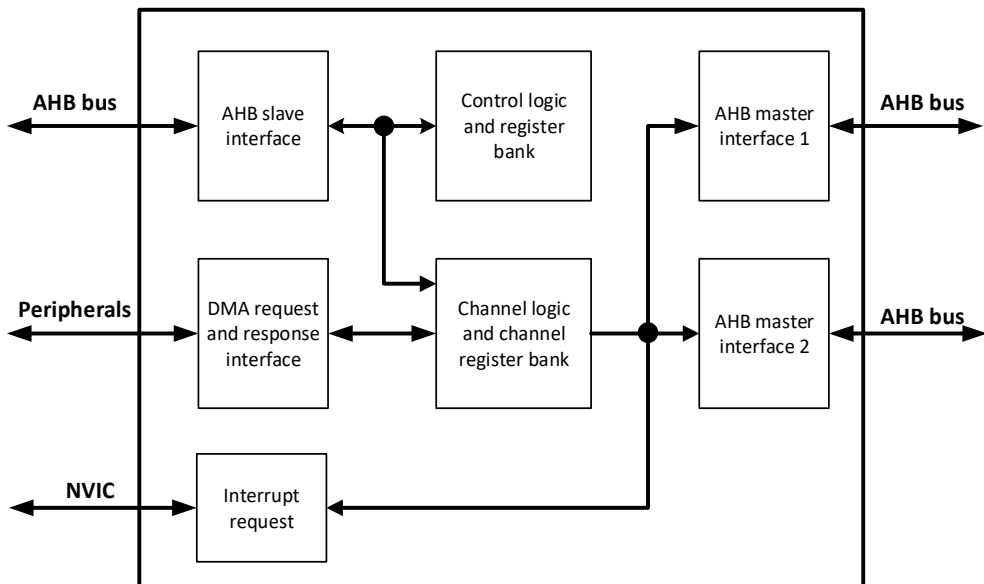 AHB bus
AHB slave
interface
Control logic
and register
bank
AHB master
interface 1
AHB bus
Peripherals
DMA request
and response
interface
Channel logic
and channel
register bank
AHB master
interface 2
AHB bus
NVIC
Interrupt
request